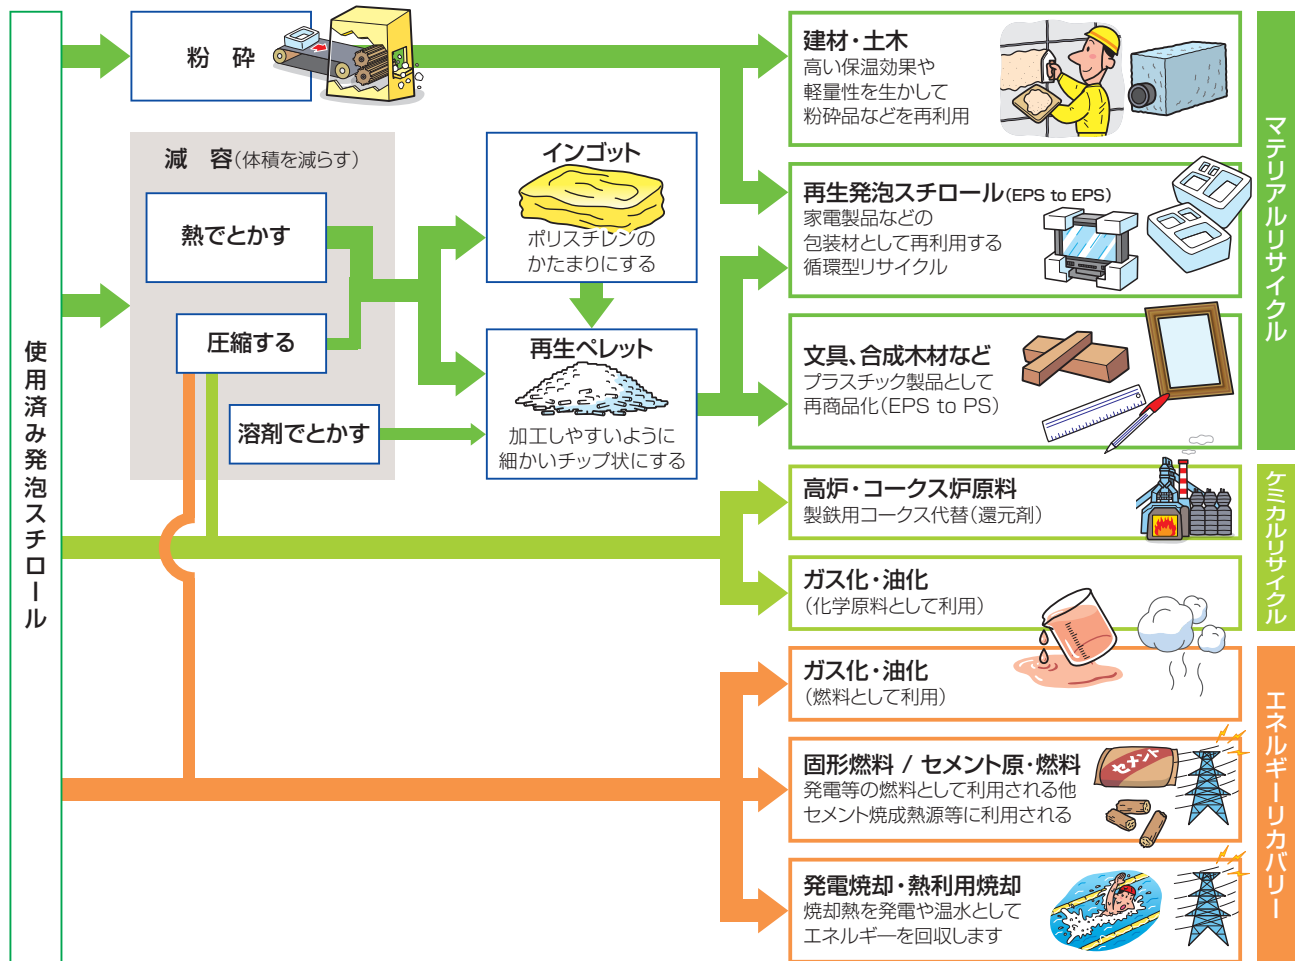 使用済み発泡スチロール
粉　砕
減　容(体積を減らす)
熱でとかす
圧縮する
溶剤でとかす
インゴット
ポリスチレンの
かたまりにする
再生ペレット
加工しやすいように
細かいチップ状にする
建材・土木
高い保温効果や
軽量性を生かして
粉砕品などを再利用
再生発泡スチロール(EPS to EPS)
家電製品などの
包装材として再利用する
循環型リサイクル
文具、合成木材など
プラスチック製品として
再商品化(EPS to PS)
マテリアルリサイクル
高炉・コークス炉原料
製鉄用コークス代替(還元剤)
ガス化・油化
(化学原料として利用)
ケミカルリサイクル
ガス化・油化
(燃料として利用)
固形燃料 / セメント原・燃料
発電等の燃料として利用される他
セメント焼成熱源等に利用される
セメント
発電焼却・熱利用焼却
焼却熱を発電や温水として
エネルギーを回収します
エネルギーリカバリー